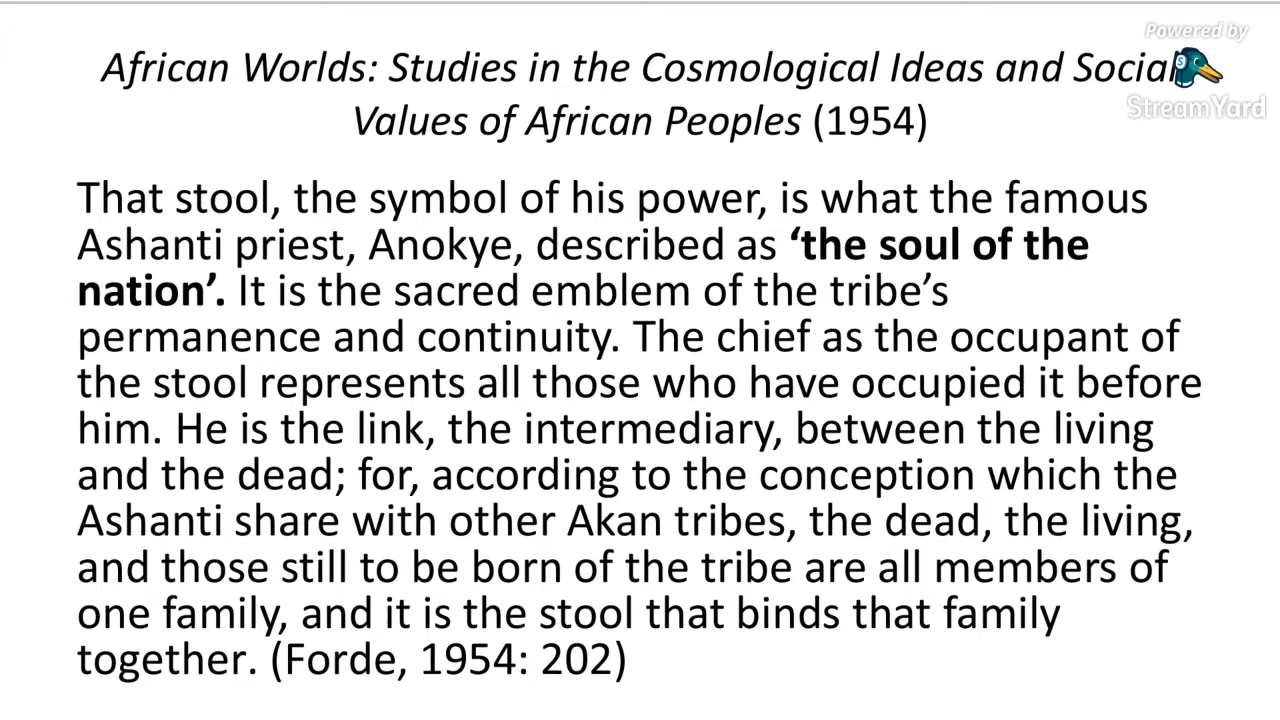 Powered by
African Worlds: Studies in the Cosmological Ideas and Social
StreamYard
Values of African Peoples (1954)
That stool, the symbol of his power, is what the famous
Ashanti priest, Anokye, described as ‘the soul of the
nation’. It is the sacred emblem of the tribe’s
permanence and continuity. The chief as the occupant of
the stool represents all those who have occupied it before
him. He is the link, the intermediary, between the living
and the dead; for, according to the conception which the
Ashanti share with other Akan tribes, the dead, the living,
and those still to be born of the tribe are all members of
one family, and it is the stool that binds that family
together. (Forde, 1954: 202)